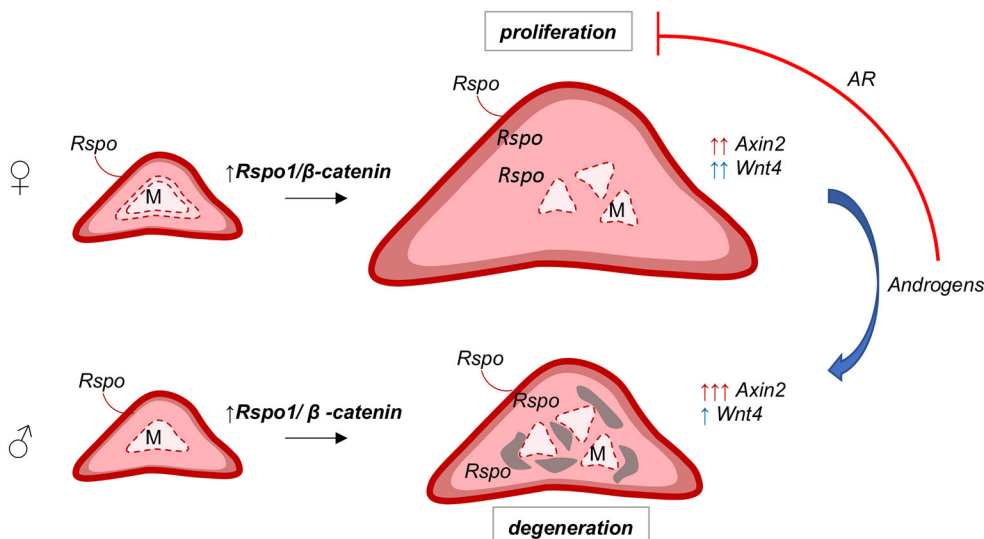 proliferation
AR
Rspo
Rspo
Rspo
Rspo
↑Rspo1/β-catenin
M
M
↑↑ Axin2
↑↑ Wnt4
♀
Androgens
Rspo
Rspo
Rspo
Rspo
↑Rspo1/ β -catenin
M
M
↑↑↑ Axin2
↑ Wnt4
♂
degeneration